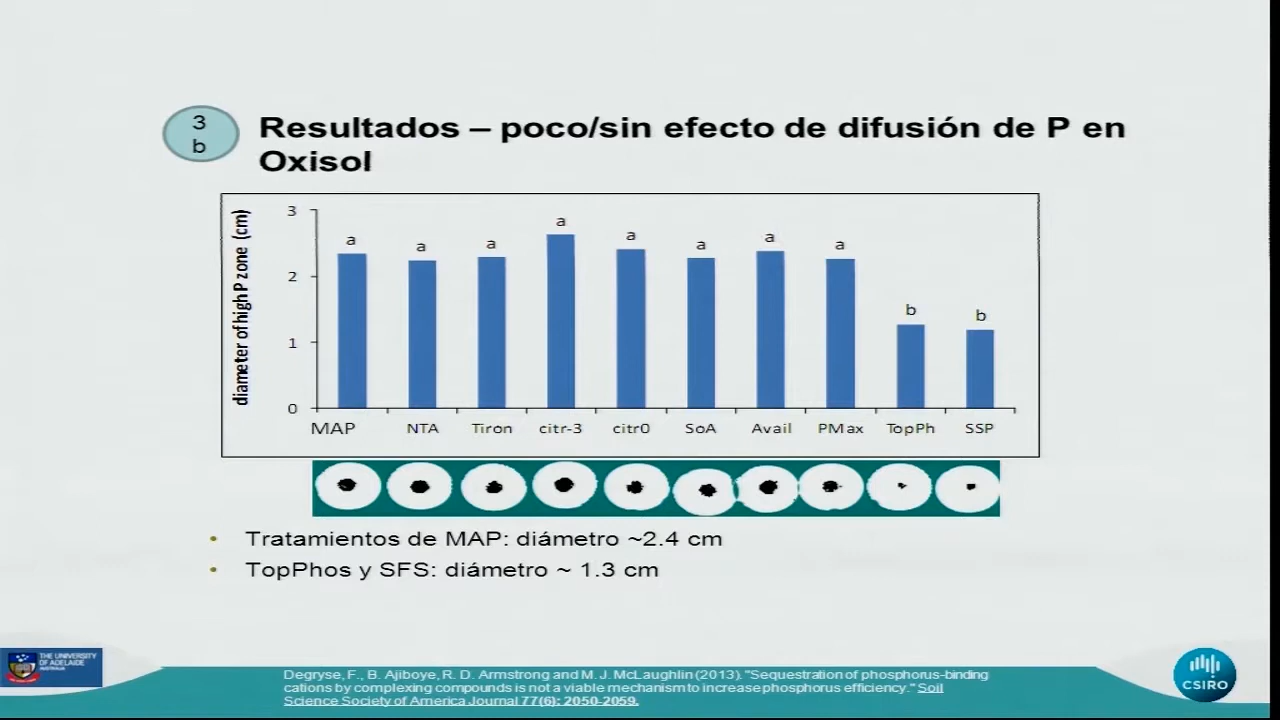 3
b
Resultados – poco/sin efecto de difusión de P en
Oxisol
diameter of high P zone (cm)
3
2
1
0
a a a a a a a a b b
MAP NTA Tiron citr-3 citr0 SoA Avail PMax TopPh SSP
• Tratamientos de MAP: diámetro ~2.4 cm
• TopPhos y SFS: diámetro ~ 1.3 cm
THE UNIVERSITY
OF ADELAIDE
AUSTRALIA
Degryse, F., B. Ajiboye, R. D. Armstrong and M. J. McLaughlin (2013). "Sequestration of phosphorus-binding
cations by complexing compounds is not a viable mechanism to increase phosphorus efficiency." Soil
Science Society of America Journal 77(6): 2050-2059.
CSIRO